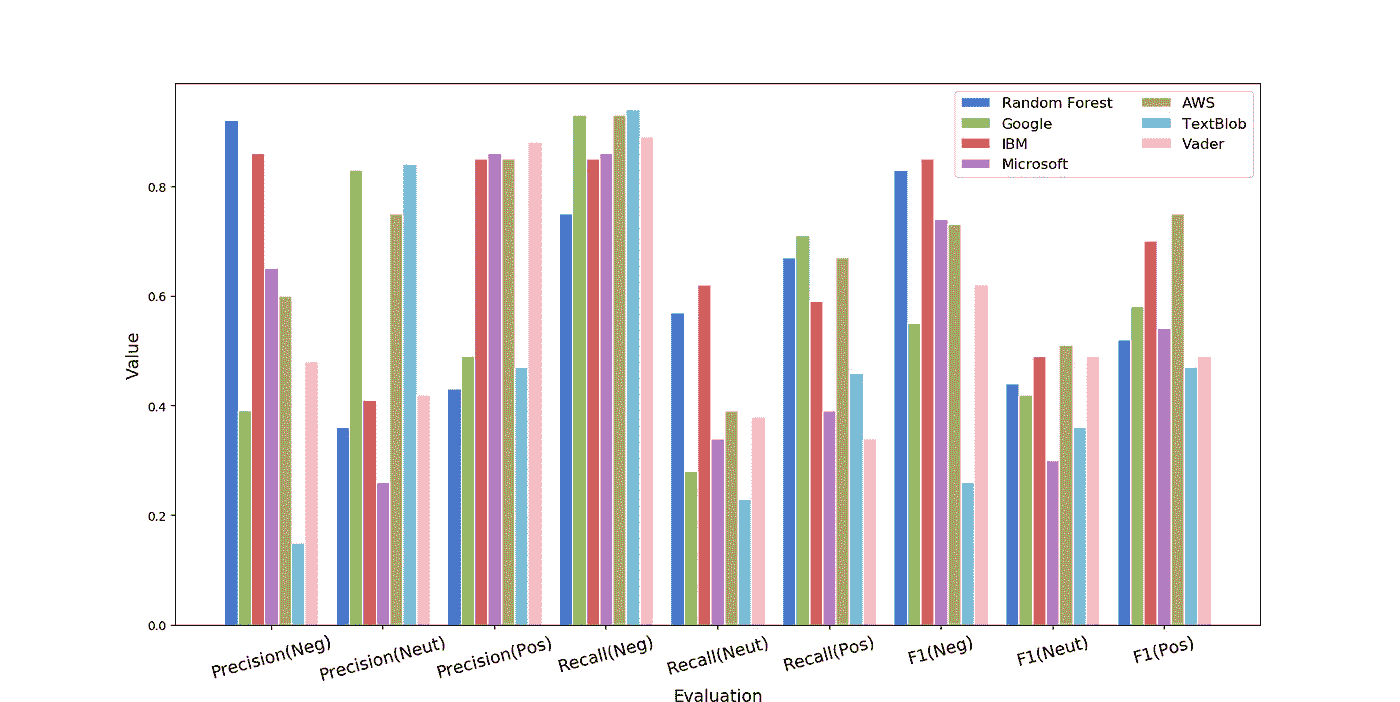 Random Forest
Google
IBM
Microsoft
AWS
TextBlob
Vader
Value
0.8
0.6
0.4
0.2
0.0
Precision(Neg)
Precision(Neut)
Precision(Pos)
Recall(Neg)
Recall(Neut)
Recall(Pos)
F1(Neg)
F1(Neut)
F1(Pos)
Evaluation